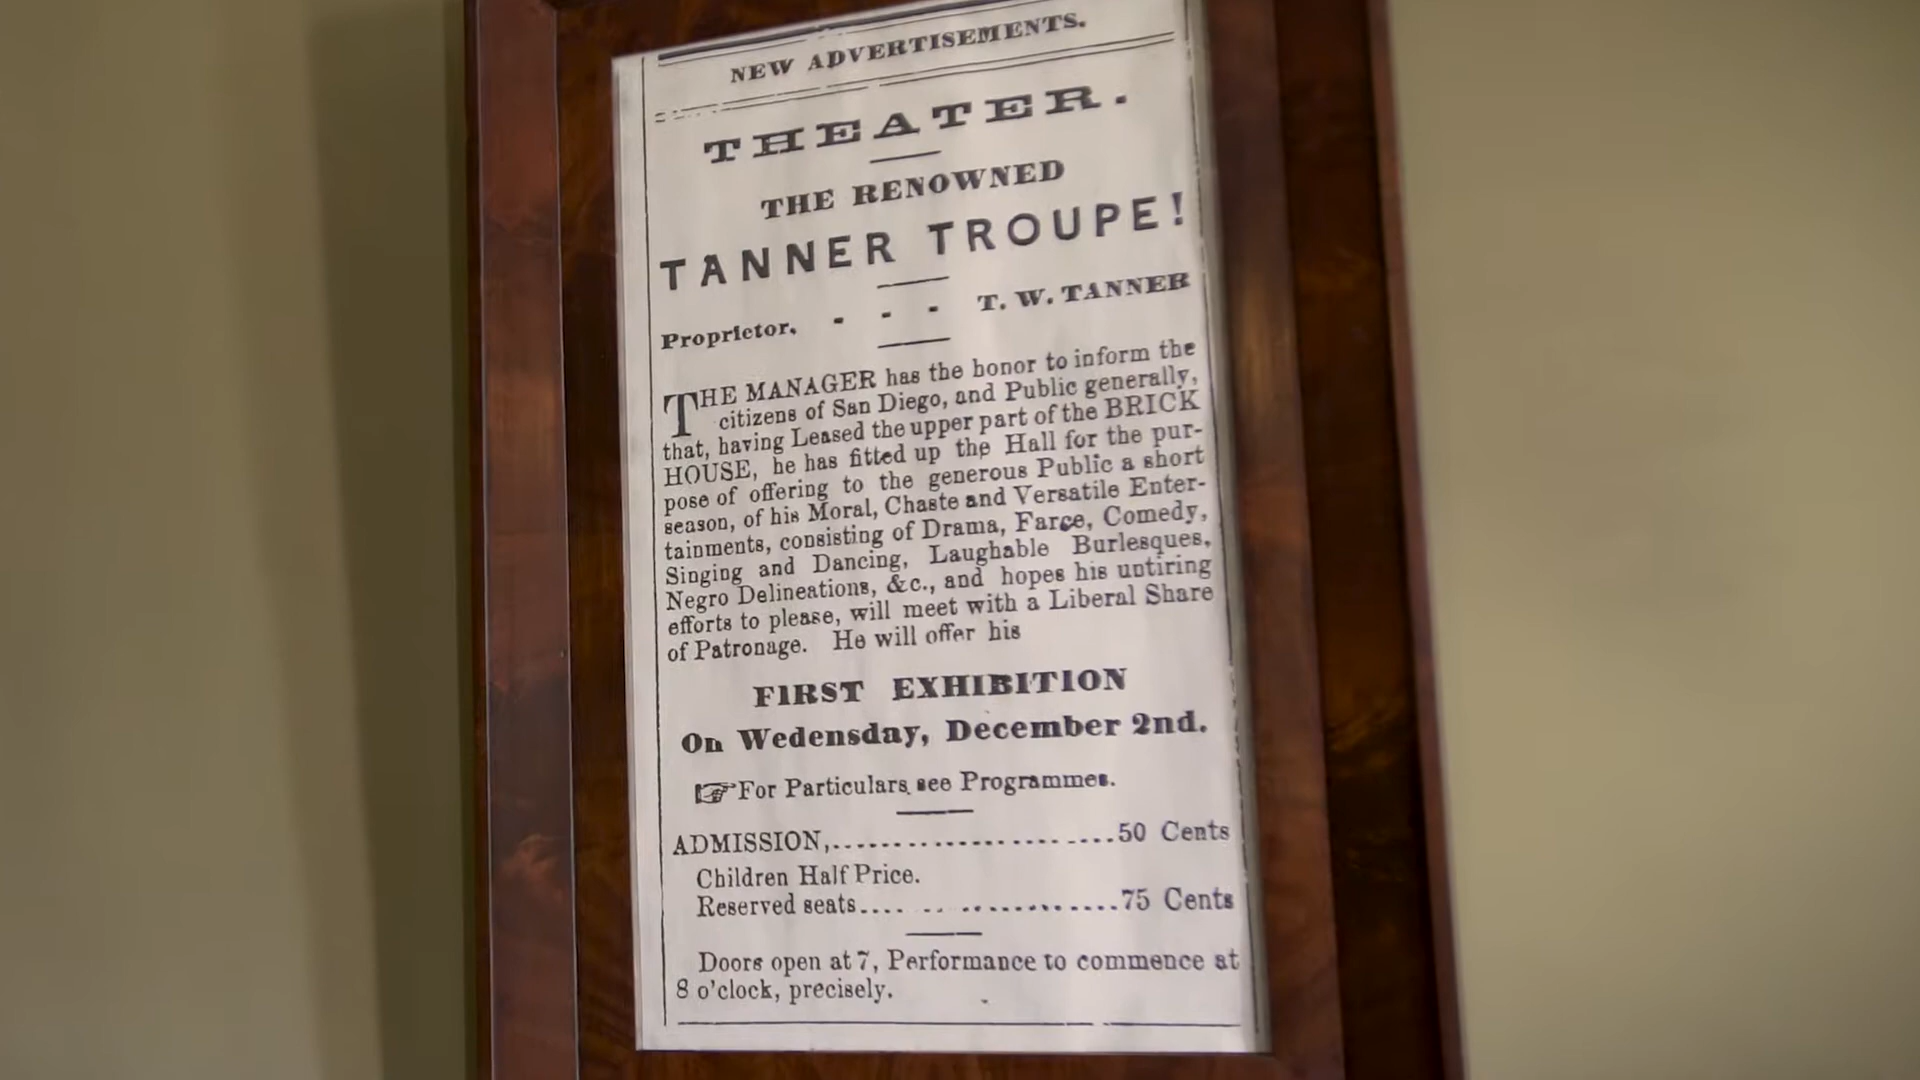 NEW ADVERTISEMENTS.
THEATER.
THE RENOWNED
TANNER TROUPE!
Proprietor. - - - T. W. TANNER
THE MANAGER has the honor to inform the
citizens of San Diego, and Public generally,
that, having Leased the upper part of the BRICK
HOUSE, he has fitted up the Hall for the pur-
pose of offering to the generous Public a short
season, of his Moral, Chaste and Versatile Enter-
tainments, consisting of Drama, Farce, Comedy,
Singing and Dancing, Laughable Burlesques,
Negro Delineations, &c., and hopes his untiring
efforts to please, will meet with a Liberal Share
of Patronage. He will offer his
FIRST EXHIBITION
On Wedensday, December 2nd.
☞For Particulars see Programmes.
ADMISSION,......................50 Cents
Children Half Price.
Reserved seats.... .. ..............75 Cents
Doors open at 7, Performance to commence at
8 o'clock, precisely.